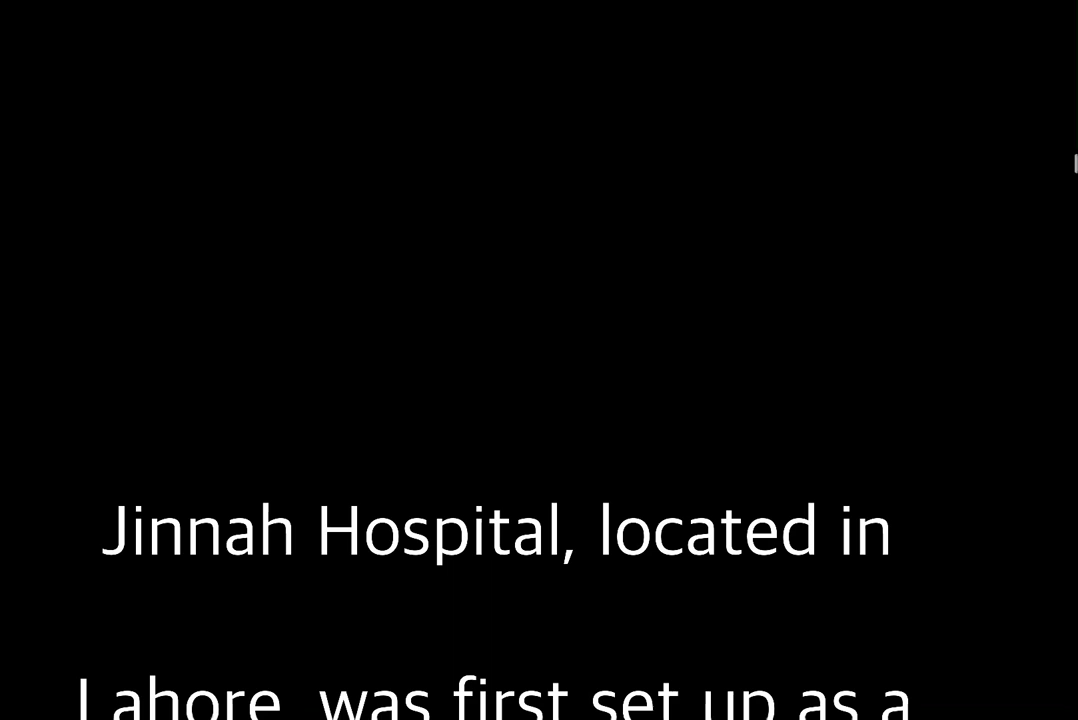 Jinnah Hospital, located in
Lahore, was first set up as a